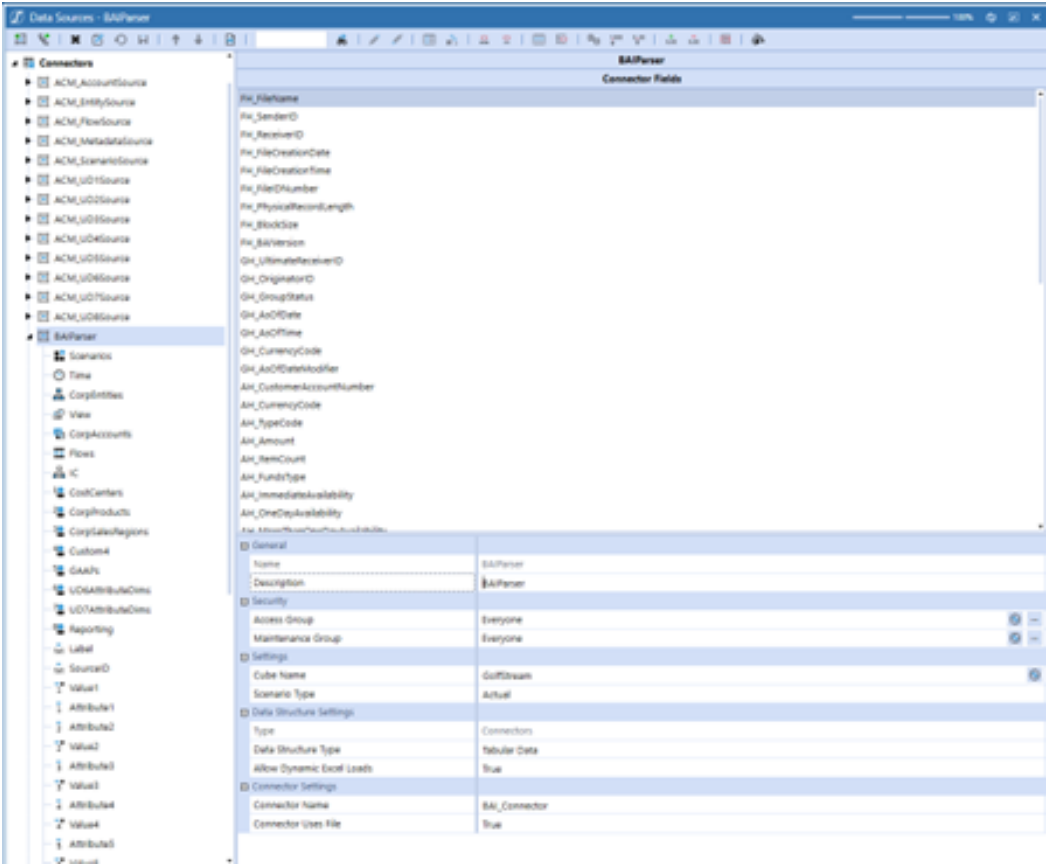 Data Sources - BAIParser
100%
Connectors
ACM_AccountSource
ACM_EntitySource
ACM_FlowSource
ACM_MetadataSource
ACM_ScenarioSource
ACM_UD1Source
ACM_UD2Source
ACM_UD3Source
ACM_UD4Source
ACM_UD5Source
ACM_UD6Source
ACM_UD7Source
ACM_UD8Source
BAIParser
Scenarios
Time
CorpEntities
View
CorpAccounts
Flows
IC
CostCenters
CorpProducts
CorpSalesRegions
Custom4
GAAPs
UD6AttributeDims
UD7AttributeDims
Reporting
Label
SourceID
Value1
Attribute1
Attribute2
Value2
Attribute3
Value3
Attribute4
Value4
Attribute5
BAIParser
Connector Fields
FH_FileName
FH_SenderID
FH_ReceiverID
FH_FileCreationDate
FH_FileCreationTime
FH_FileIDNumber
FH_PhysicalRecordLength
FH_BlockSize
FH_BAIVersion
GH_UltimateReceiverID
GH_OriginatorID
GH_GroupStatus
GH_AsOfDate
GH_AsOfTime
GH_CurrencyCode
GH_AsOfDateModifier
AH_CustomerAccountNumber
AH_CurrencyCode
AH_TypeCode
AH_Amount
AH_ItemCount
AH_FundsType
AH_ImmediateAvailability
AH_OneDayAvailability
AH_MoreThanOneDayAvailability
General
Name BAIParser
Description BAIParser
Security
Access Group Everyone
Maintenance Group Everyone
Settings
Cube Name GolfStream
Scenario Type Actual
Data Structure Settings
Type Connectors
Data Structure Type Tabular Data
Allow Dynamic Excel Loads True
Connector Settings
Connector Name BAI_Connector
Connector Uses File True